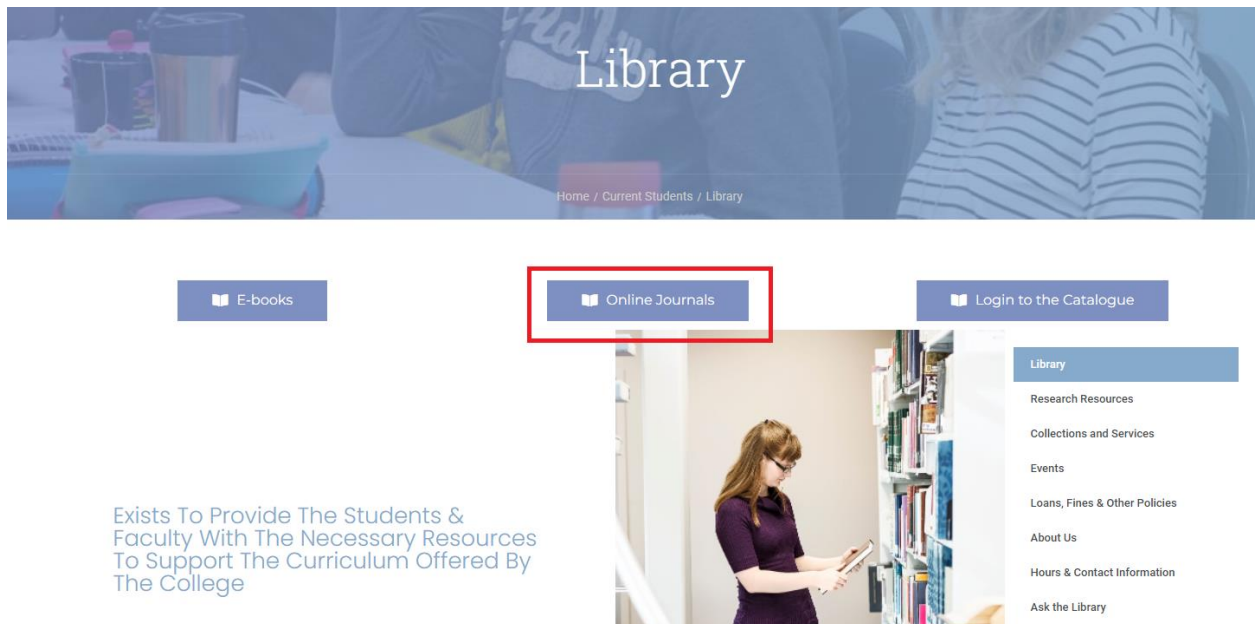 Library
Home / Current Students / Library
E-books
Online Journals
Login to the Catalogue
Library
Research Resources
Collections and Services
Events
Loans, Fines & Other Policies
About Us
Hours & Contact Information
Ask the Library
Exists To Provide The Students &
Faculty With The Necessary Resources
To Support The Curriculum Offered By
The College